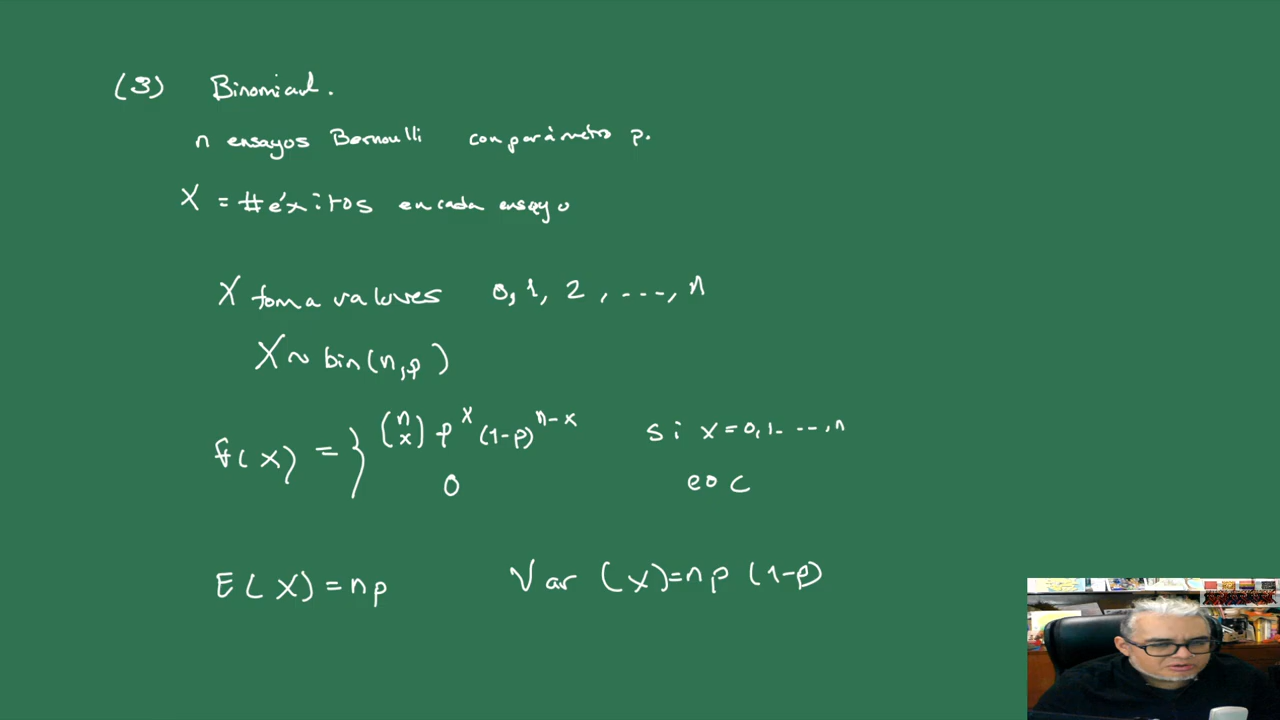 (3) Binomial.
n ensayos Bernoulli con parámetro p.
X = # éxitos en cada ensayo
X toma valores 0, 1, 2, ...., n
X ~ bin(n,p)
f(x) = } (n x) p^x (1-p)^{n-x} si x = 0,1. ..., n
0 eoc
E(X) = np Var (X) = np (1-p)